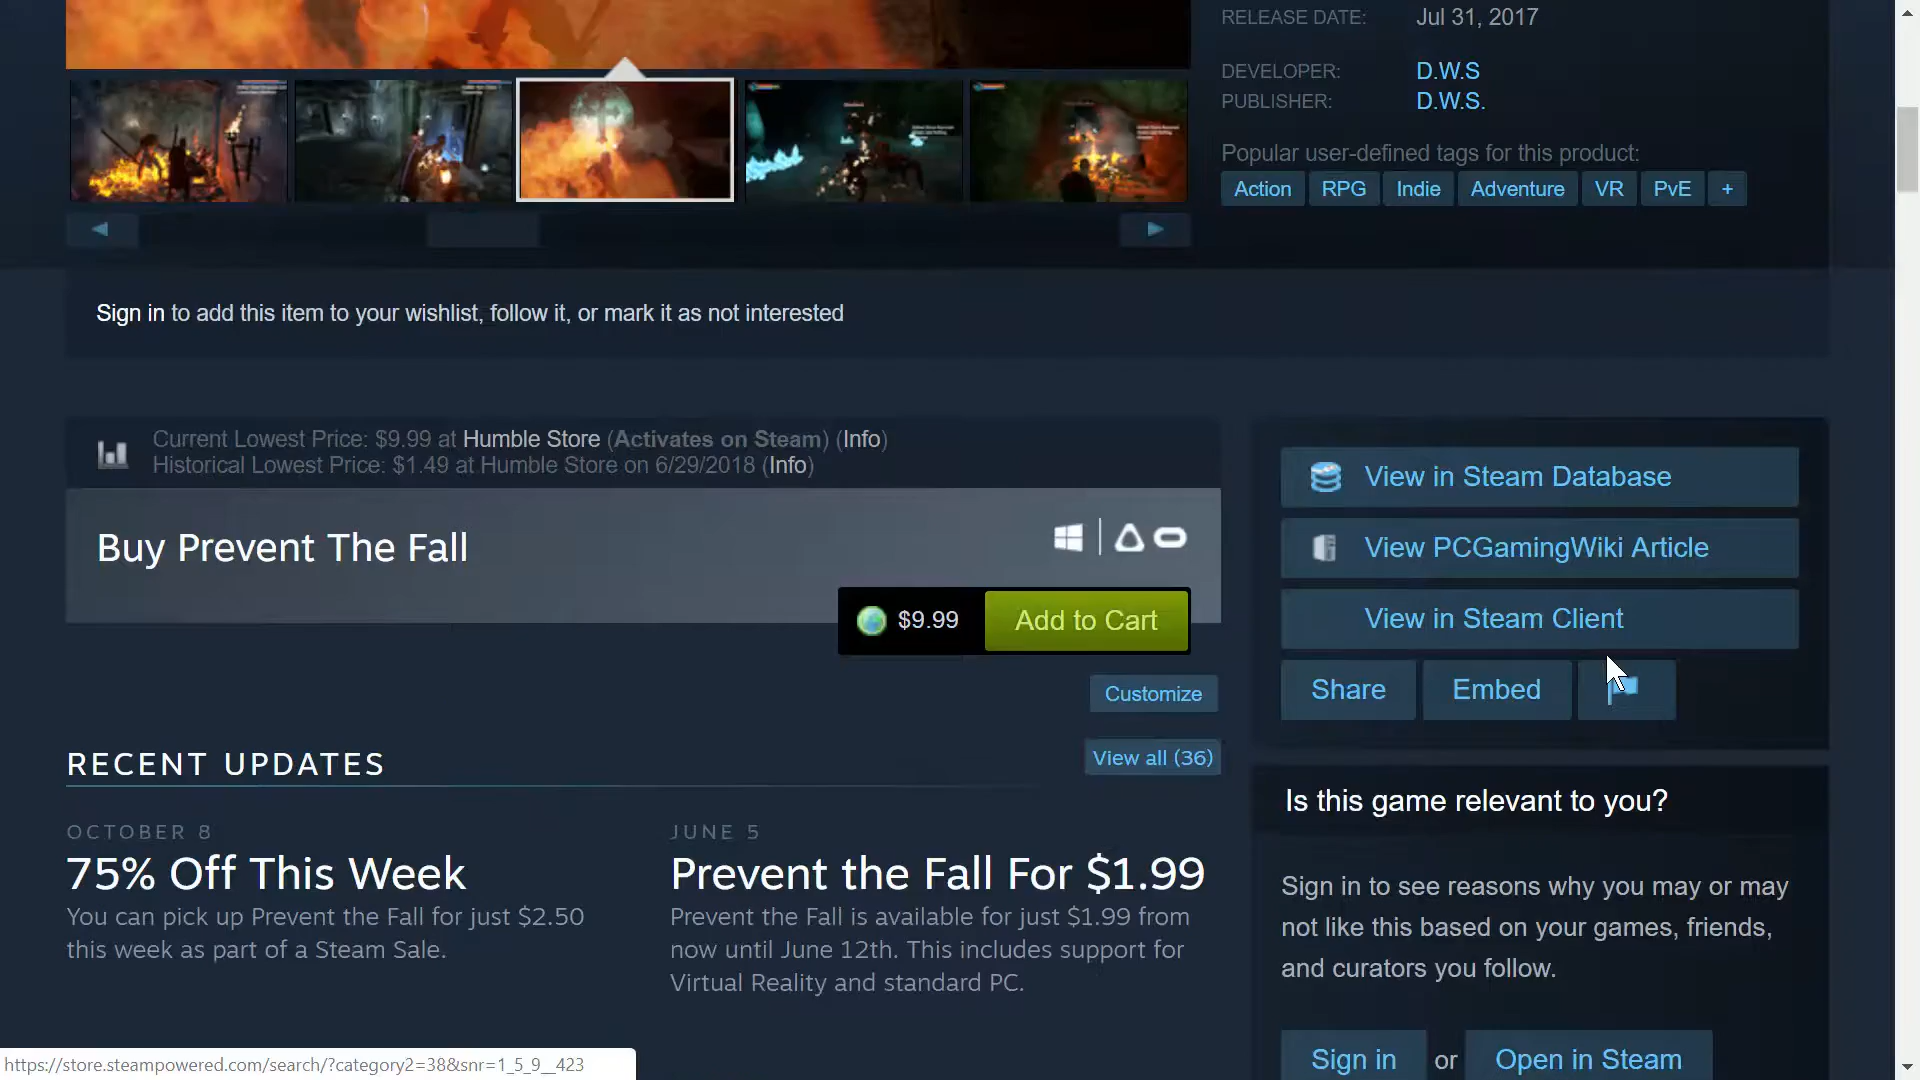 RELEASE DATE: Jul 31, 2017
DEVELOPER: D.W.S
PUBLISHER: D.W.S.
Popular user-defined tags for this product:
Action RPG Indie Adventure VR PvE +
Sign in to add this item to your wishlist, follow it, or mark it as not interested
Current Lowest Price: $9.99 at Humble Store (Activates on Steam) (Info)
Historical Lowest Price: $1.49 at Humble Store on 6/29/2018 (Info)
Buy Prevent The Fall
$9.99 Add to Cart
Customize
View in Steam Database
View PCGamingWiki Article
View in Steam Client
Share Embed
RECENT UPDATES View all (36)
OCTOBER 8
75% Off This Week
You can pick up Prevent the Fall for just $2.50
this week as part of a Steam Sale.
JUNE 5
Prevent the Fall For $1.99
Prevent the Fall is available for just $1.99 from
now until June 12th. This includes support for
Virtual Reality and standard PC.
Is this game relevant to you?
Sign in to see reasons why you may or may
not like this based on your games, friends,
and curators you follow.
Sign in or Open in Steam
https://store.steampowered.com/search/?category2=38&snr=1_5_9__423